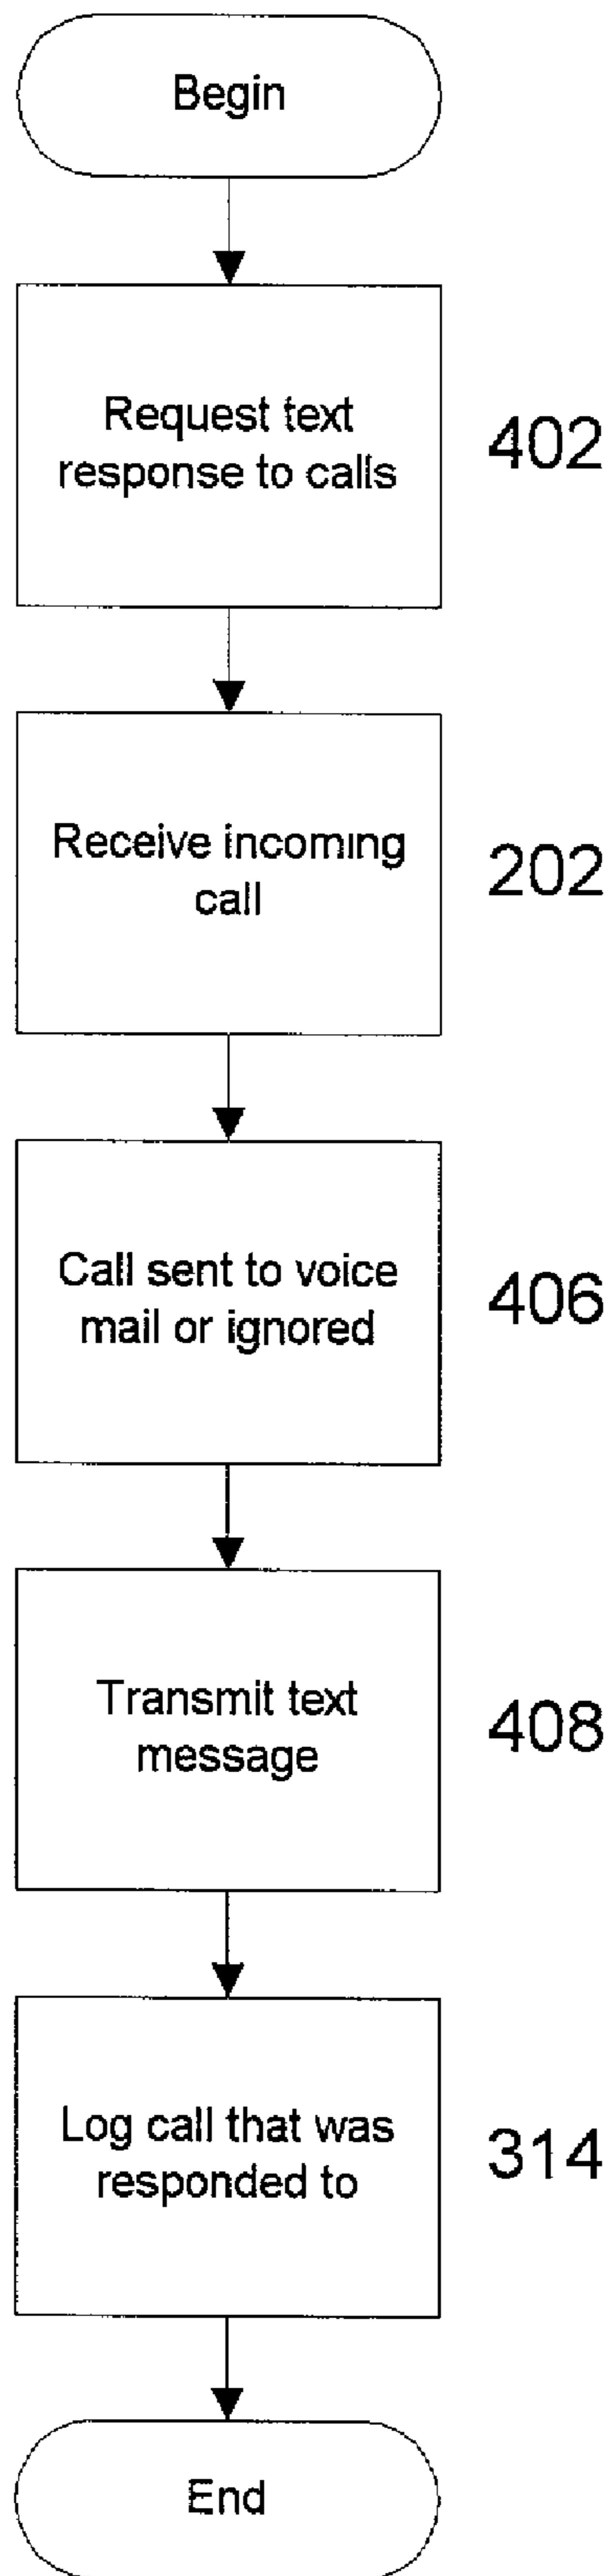 Begin
Request text
response to calls
402
Receive incoming
call
202
Call sent to voice
mail or ignored
406
Transmit text
message
408
Log call that was
responded to
314
End